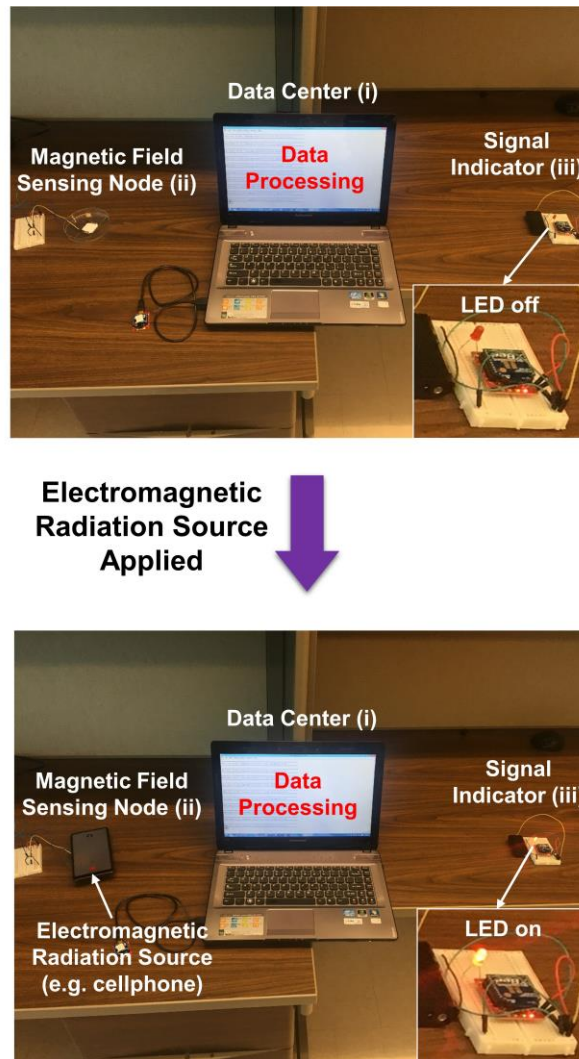 Data Center (i)
Magnetic Field
Sensing Node (ii)
Data
Processing
Signal
Indicator (iii)
LED off
Electromagnetic
Radiation Source
Applied
Data Center (i)
Magnetic Field
Sensing Node (ii)
Data
Processing
Signal
Indicator (iii)
Electromagnetic
Radiation Source
(e.g. cellphone)
LED on